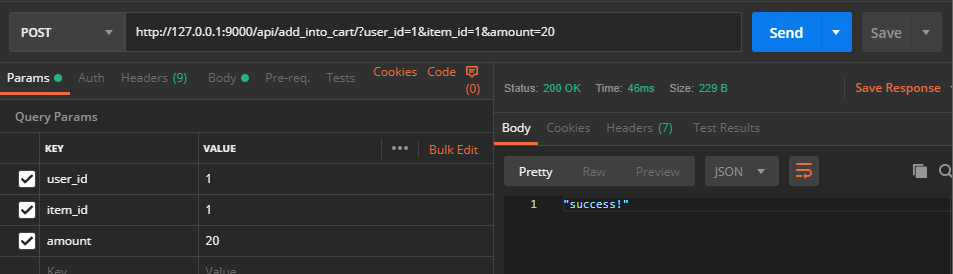 POST http://127.0.0.1:9000/api/add_into_cart/?user_id=1&item_id=1&amount=20 Send Save
Params Auth Headers (9) Body Pre-req. Tests Cookies Code (0)
Query Params
KEY VALUE ••• Bulk Edit
user_id 1
item_id 1
amount 20
Key Value
Status: 200 OK Time: 46ms Size: 229 B Save Response
Body Cookies Headers (7) Test Results
Pretty Raw Preview JSON
1 "success!"